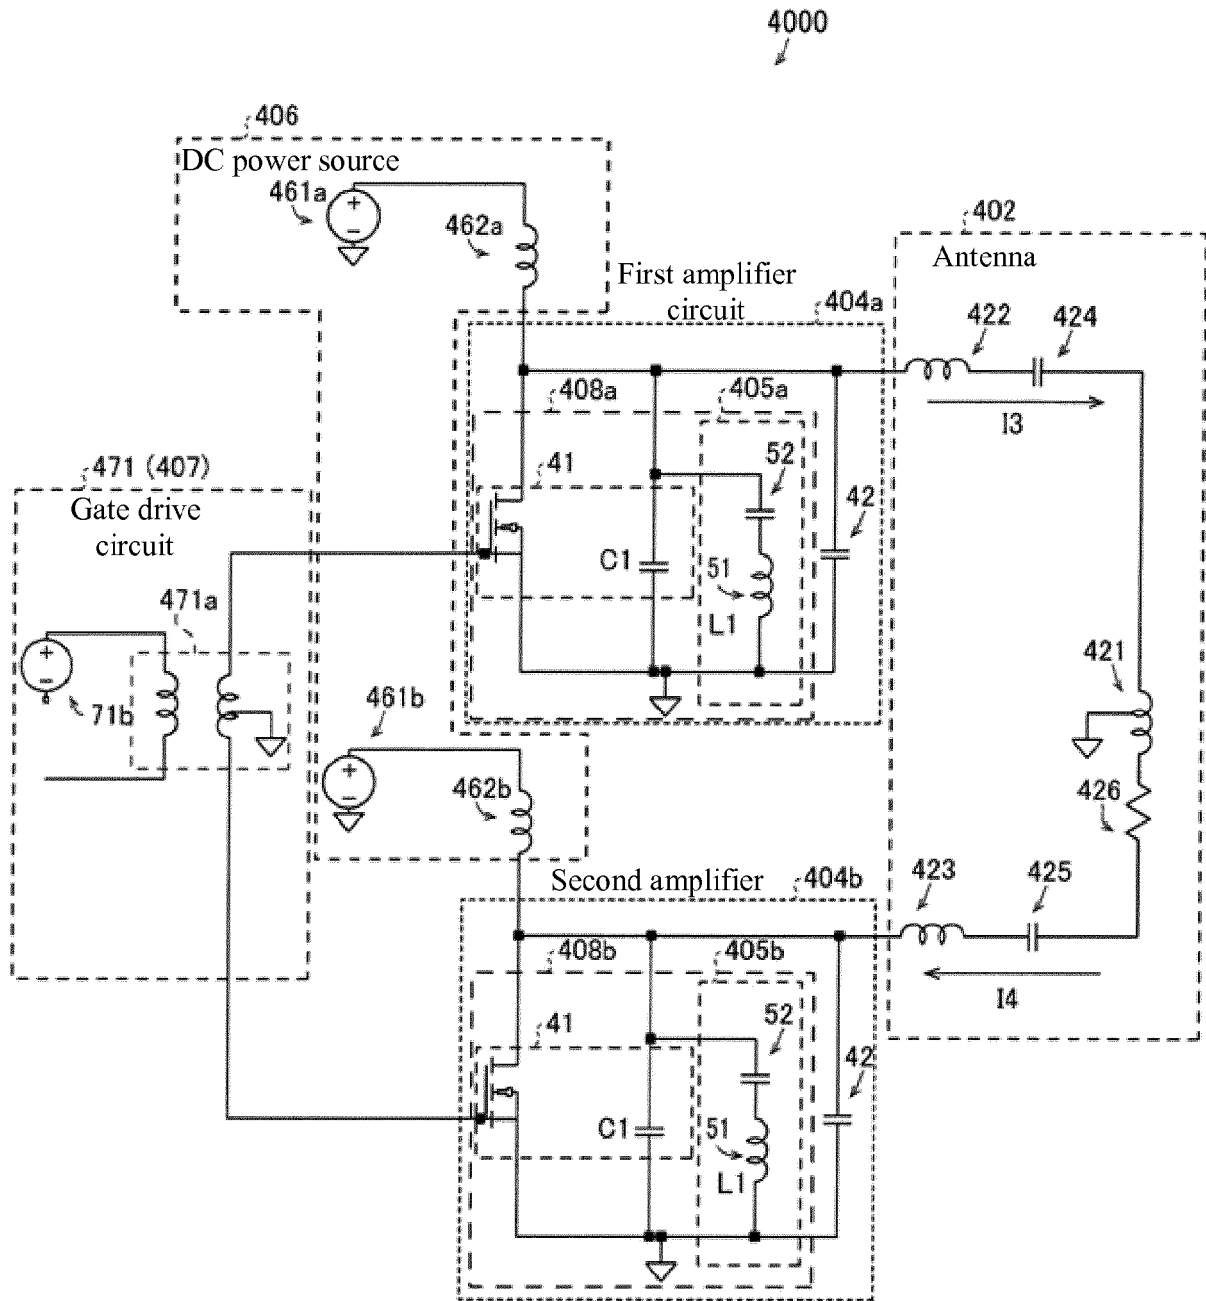 4000
406
DC power source
461a
462a
402
Antenna
First amplifier
circuit
404a
422
424
408a
405a
I3
41
52
42
471 (407)
Gate drive
circuit
C1
51
L1
471a
71b
461b
421
462b
426
Second amplifier
404b
423
425
408b
405b
I4
41
52
42
C1
51
L1